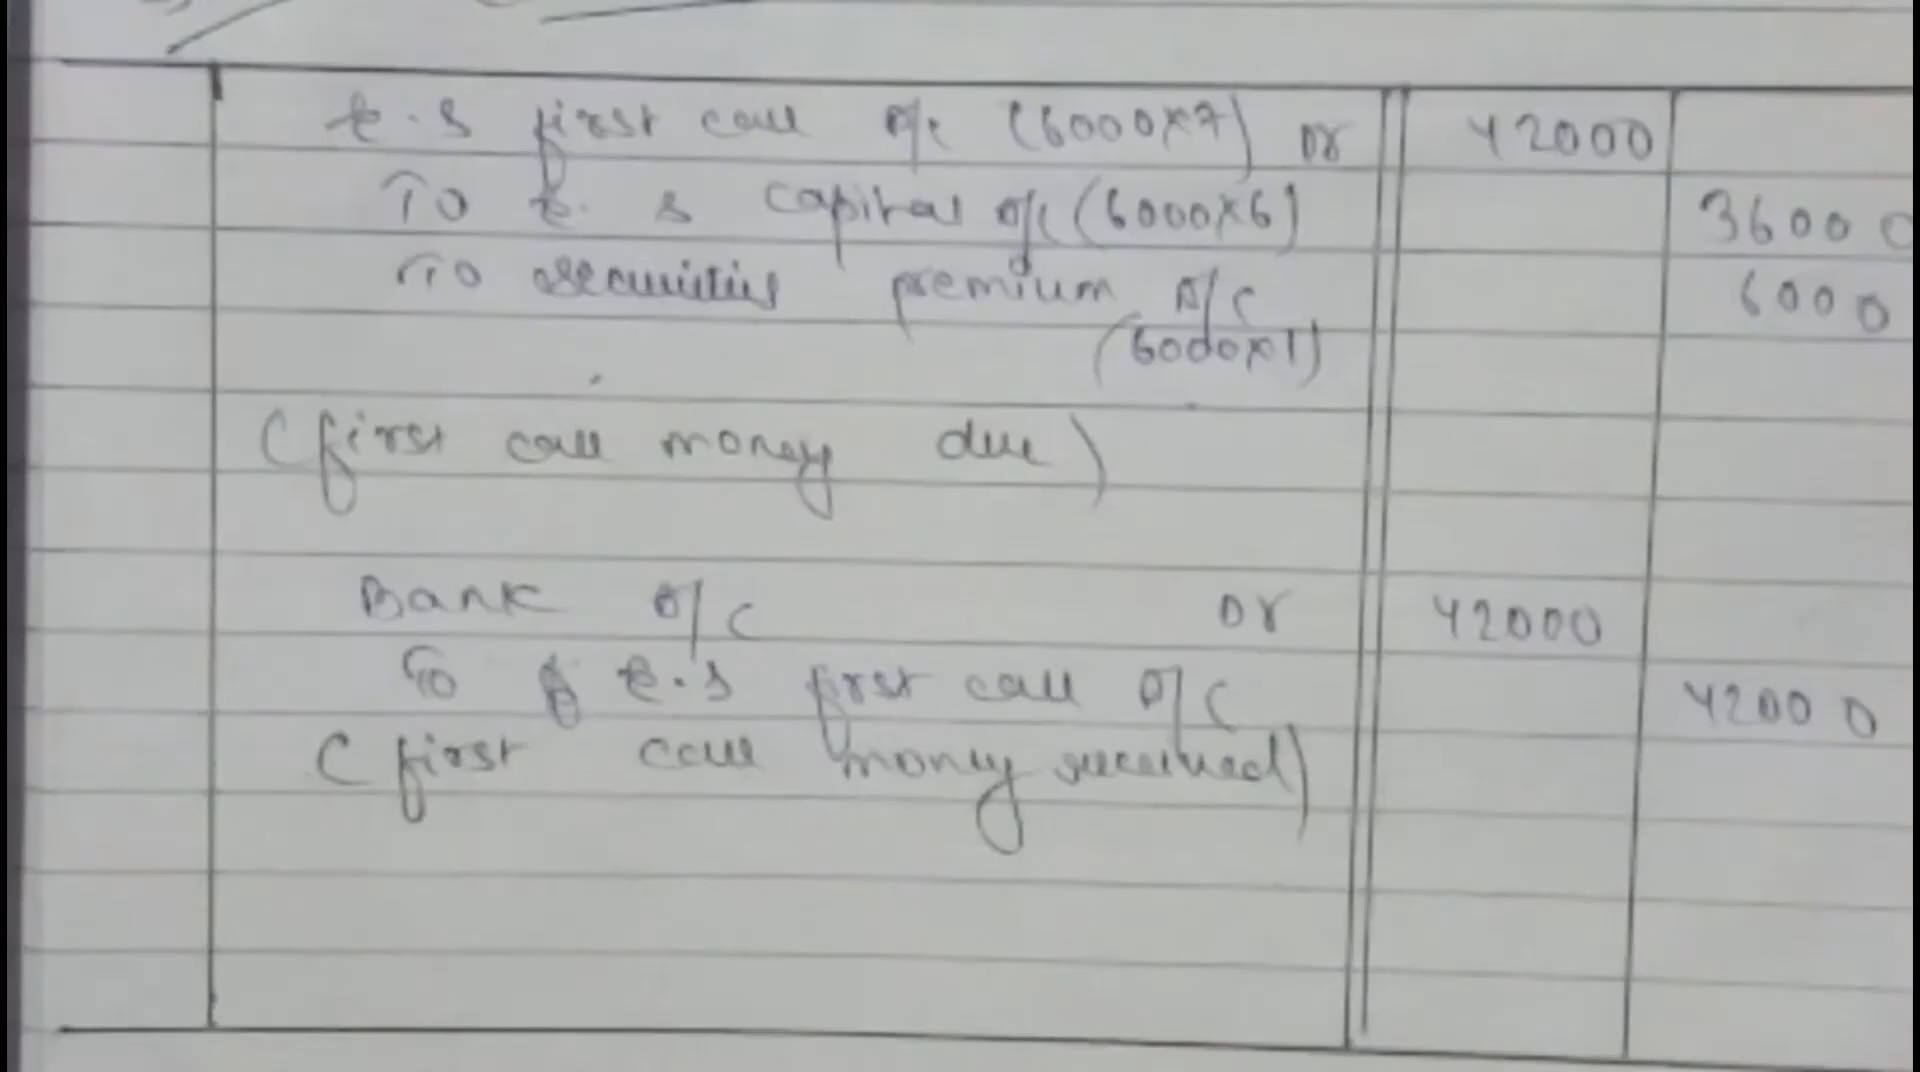 E.S first call A/c (6000×7) Dr 42000
To E. S capital A/c (6000×6) 36000
To securities premium A/C 6000
(6000×1)
(first call money due)
Bank A/C Dr 42000
To E.S first call A/C 42000
(first call money received)